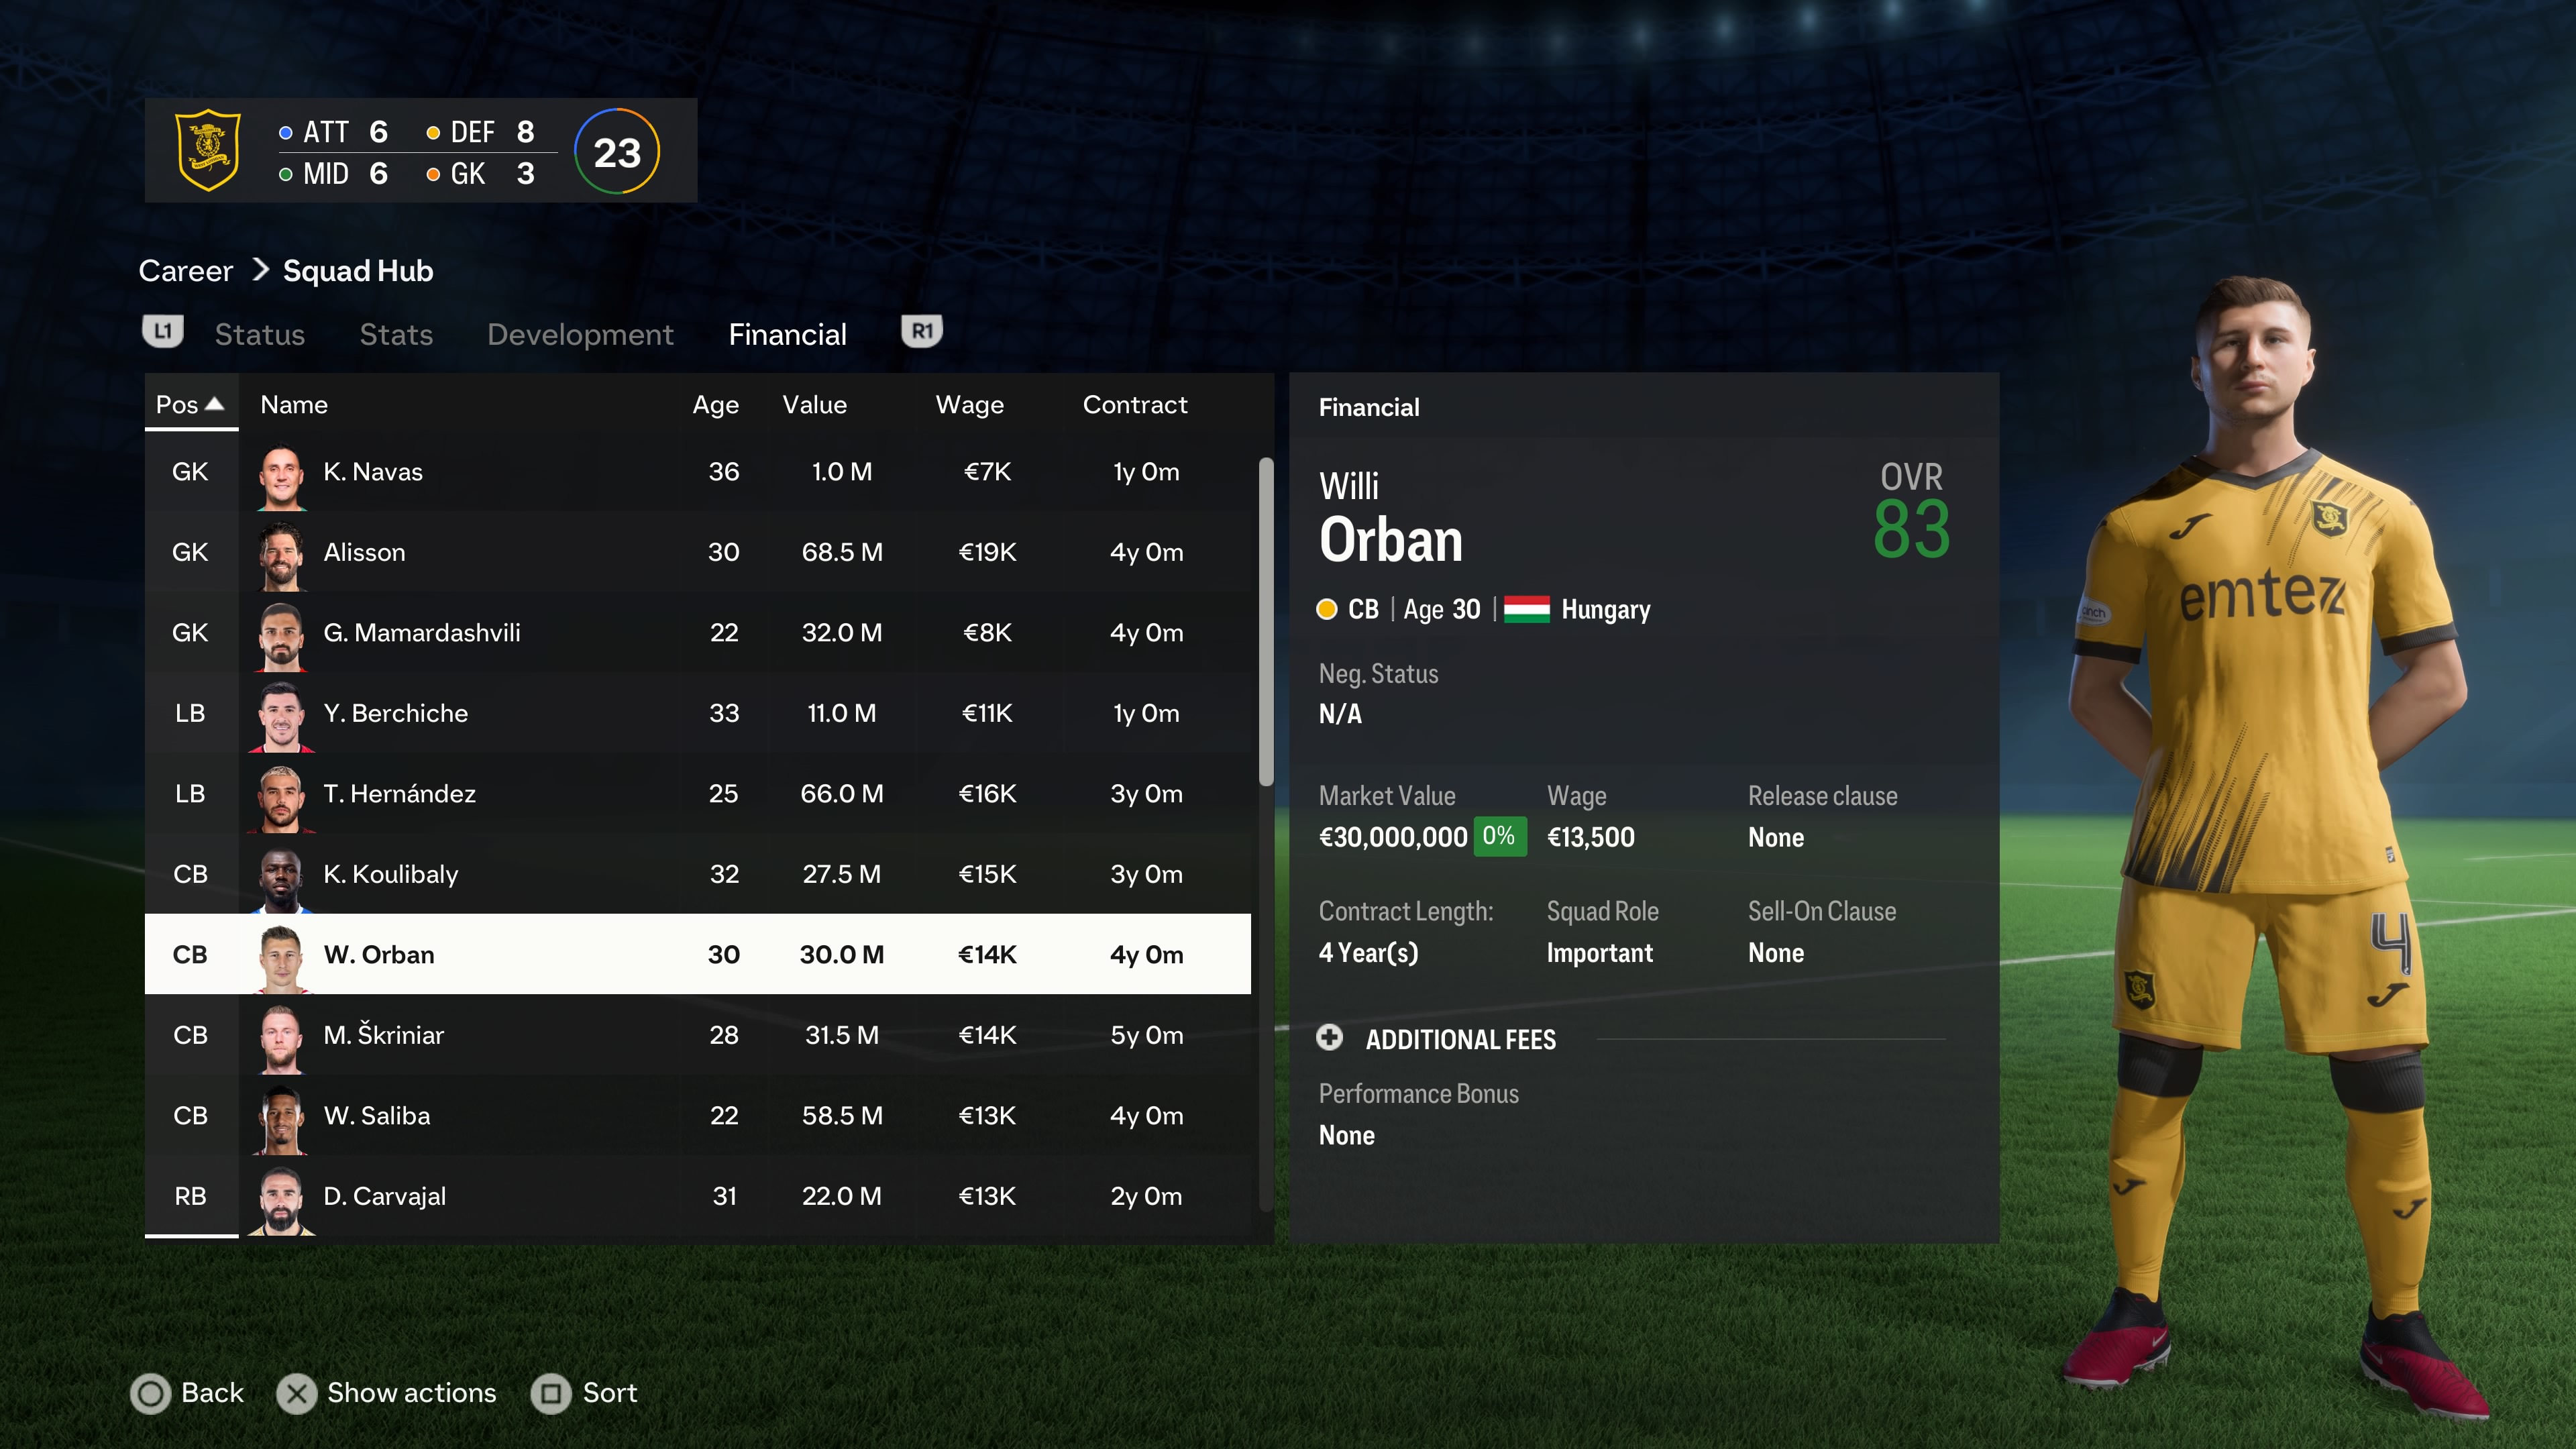 ATT 6 DEF 8
MID 6 GK 3
23
Career > Squad Hub
L1 Status Stats Development Financial R1
Pos Name Age Value Wage Contract
GK K. Navas 36 1.0 M €7K 1y 0m
GK Alisson 30 68.5 M €19K 4y 0m
GK G. Mamardashvili 22 32.0 M €8K 4y 0m
LB Y. Berchiche 33 11.0 M €11K 1y 0m
LB T. Hernández 25 66.0 M €16K 3y 0m
CB K. Koulibaly 32 27.5 M €15K 3y 0m
CB W. Orban 30 30.0 M €14K 4y 0m
CB M. Škriniar 28 31.5 M €14K 5y 0m
CB W. Saliba 22 58.5 M €13K 4y 0m
RB D. Carvajal 31 22.0 M €13K 2y 0m
Financial
Willi
Orban
OVR
83
CB | Age 30 | Hungary
Neg. Status
N/A
Market Value Wage Release clause
€30,000,000 0% €13,500 None
Contract Length: Squad Role Sell-On Clause
4 Year(s) Important None
ADDITIONAL FEES
Performance Bonus
None
emtez
4
Back Show actions Sort